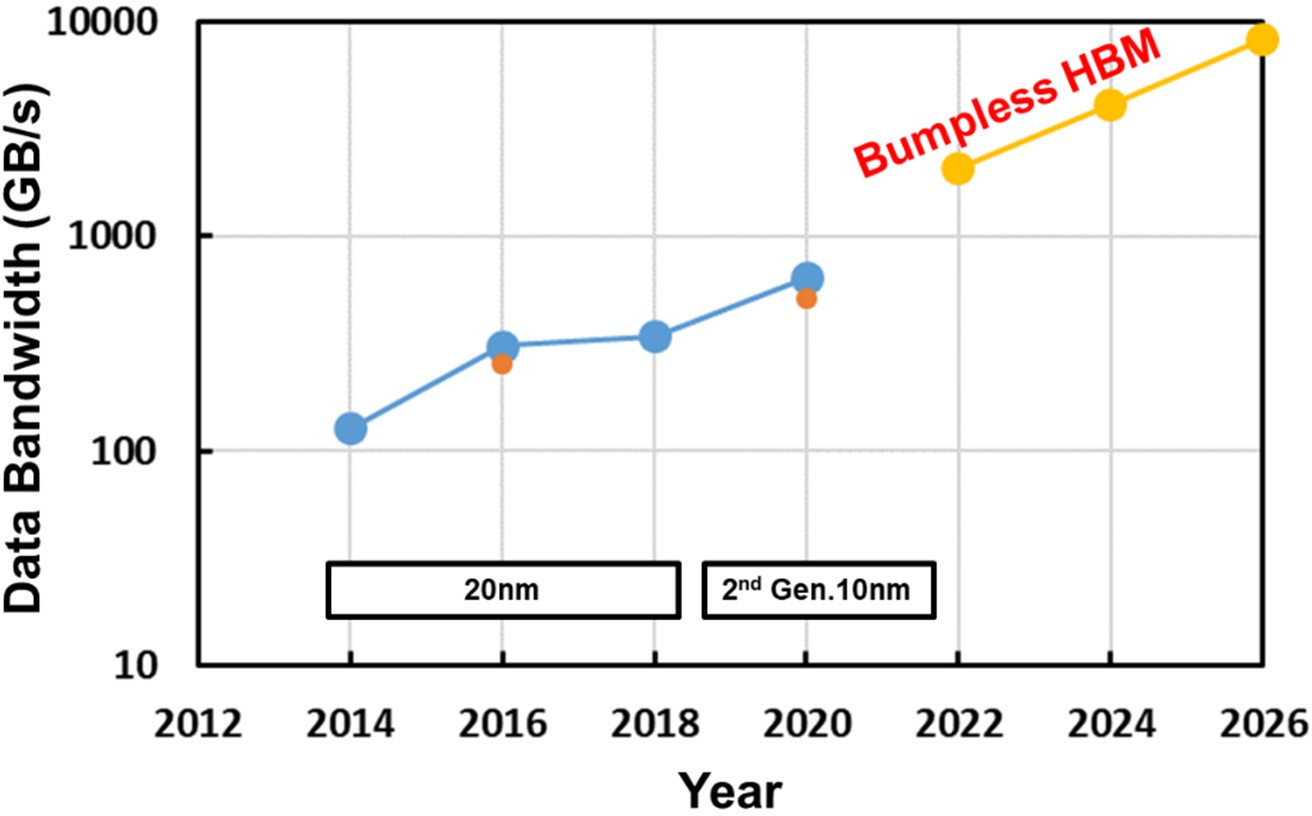 10000
1000
100
10
Data Bandwidth (GB/s)
Bumpless HBM
20nm
2nd Gen.10nm
2012 2014 2016 2018 2020 2022 2024 2026
Year